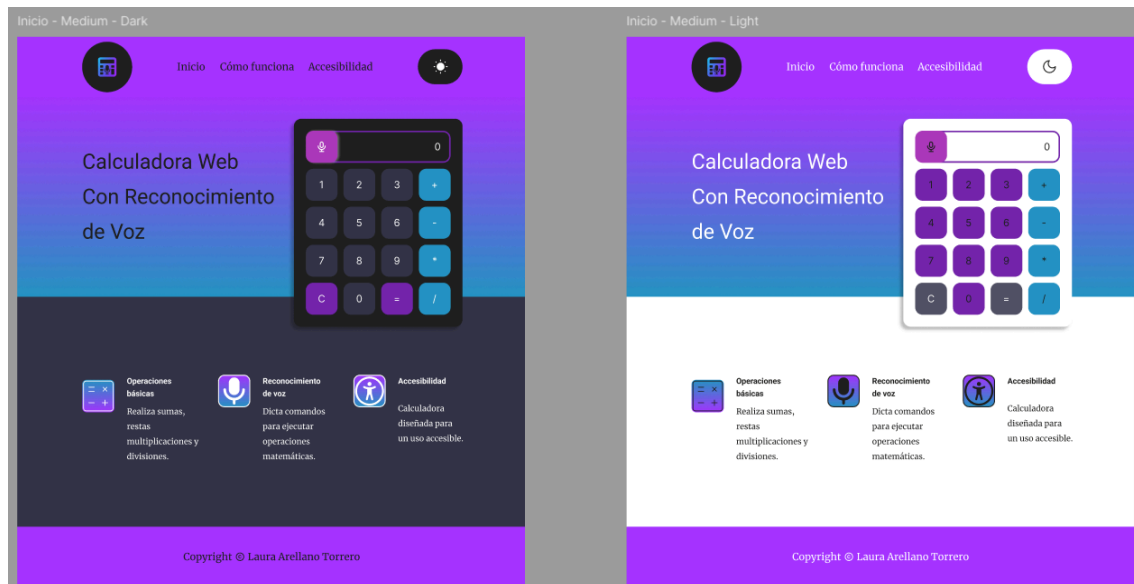 Inicio - Medium - Dark
Inicio Cómo funciona Accesibilidad
Calculadora Web
Con Reconocimiento
de Voz
0
1 2 3 +
4 5 6 -
7 8 9 *
C 0 = /
Operaciones
básicas
Realiza sumas,
restas
multiplicaciones y
divisiones.
Reconocimiento
de voz
Dicta comandos
para ejecutar
operaciones
matemáticas.
Accesibilidad
Calculadora
diseñada para
un uso accesible.
Copyright © Laura Arellano Torrero
Inicio - Medium - Light
Inicio Cómo funciona Accesibilidad
Calculadora Web
Con Reconocimiento
de Voz
0
1 2 3 +
4 5 6 -
7 8 9 *
C 0 = /
Operaciones
básicas
Realiza sumas,
restas
multiplicaciones y
divisiones.
Reconocimiento
de voz
Dicta comandos
para ejecutar
operaciones
matemáticas.
Accesibilidad
Calculadora
diseñada para
un uso accesible.
Copyright © Laura Arellano Torrero